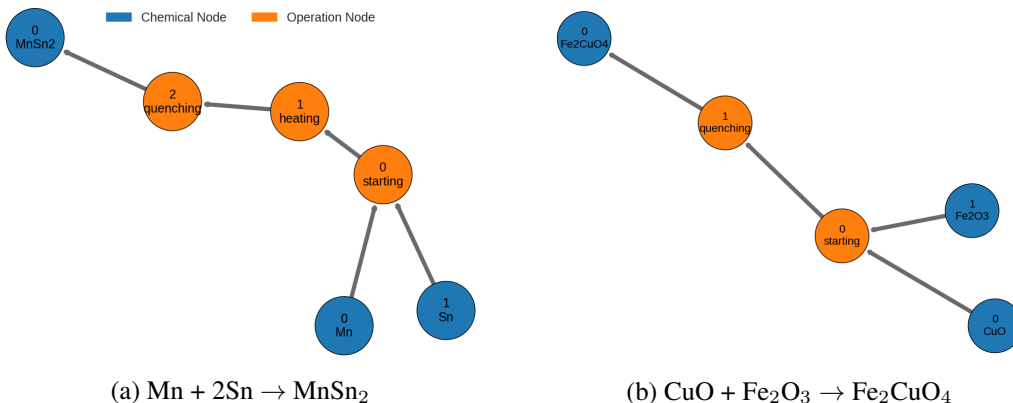 Chemical Node
Operation Node
0
MnSn2
2
quenching
1
heating
0
starting
0
Mn
1
Sn
(a) Mn + 2Sn → MnSn₂
0
Fe2CuO4
1
quenching
1
Fe2O3
0
starting
0
CuO
(b) CuO + Fe₂O₃ → Fe₂CuO₄